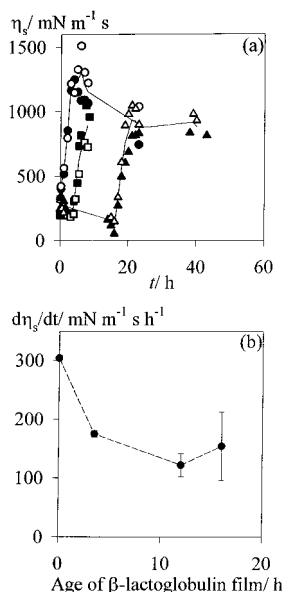 ηₛ/ mN m⁻¹ s
(a)
1500
1000
500
0
0 20 40 60
t/ h
dηₛ/dt/ mN m⁻¹ s h⁻¹
(b)
300
200
100
0
0 10 20
Age of β-lactoglobulin film/ h